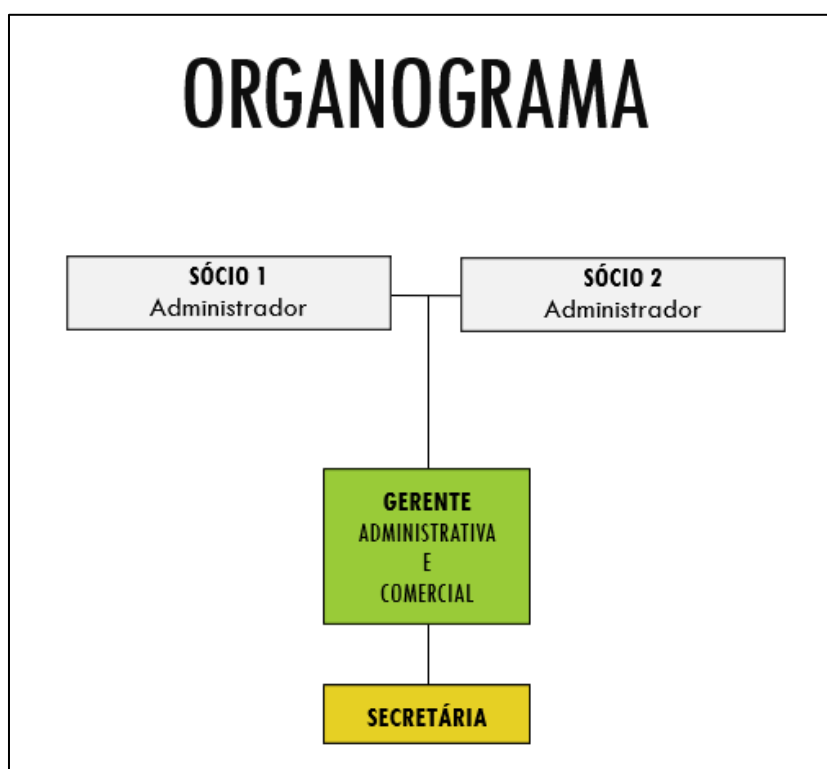 ORGANOGRAMA
SÓCIO 1
Administrador
SÓCIO 2
Administrador
GERENTE
ADMINISTRATIVA
E
COMERCIAL
SECRETÁRIA